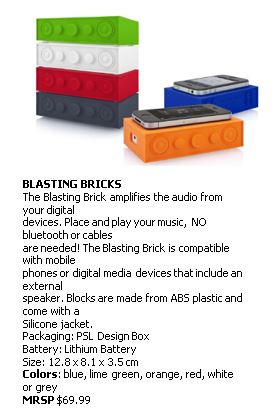 BLASTING BRICKS
The Blasting Brick amplifies the audio from
your digital
devices. Place and play your music, NO
bluetooth or cables
are needed! The Blasting Brick is compatible
with mobile
phones or digital media devices that include an
external
speaker. Blocks are made from ABS plastic and
come with a
Silicone jacket.
Packaging: PSL Design Box
Battery: Lithium Battery
Size: 12.8 x 8.1 x 3.5 cm
Colors: blue, lime green, orange, red, white
or grey
MRSP $69.99